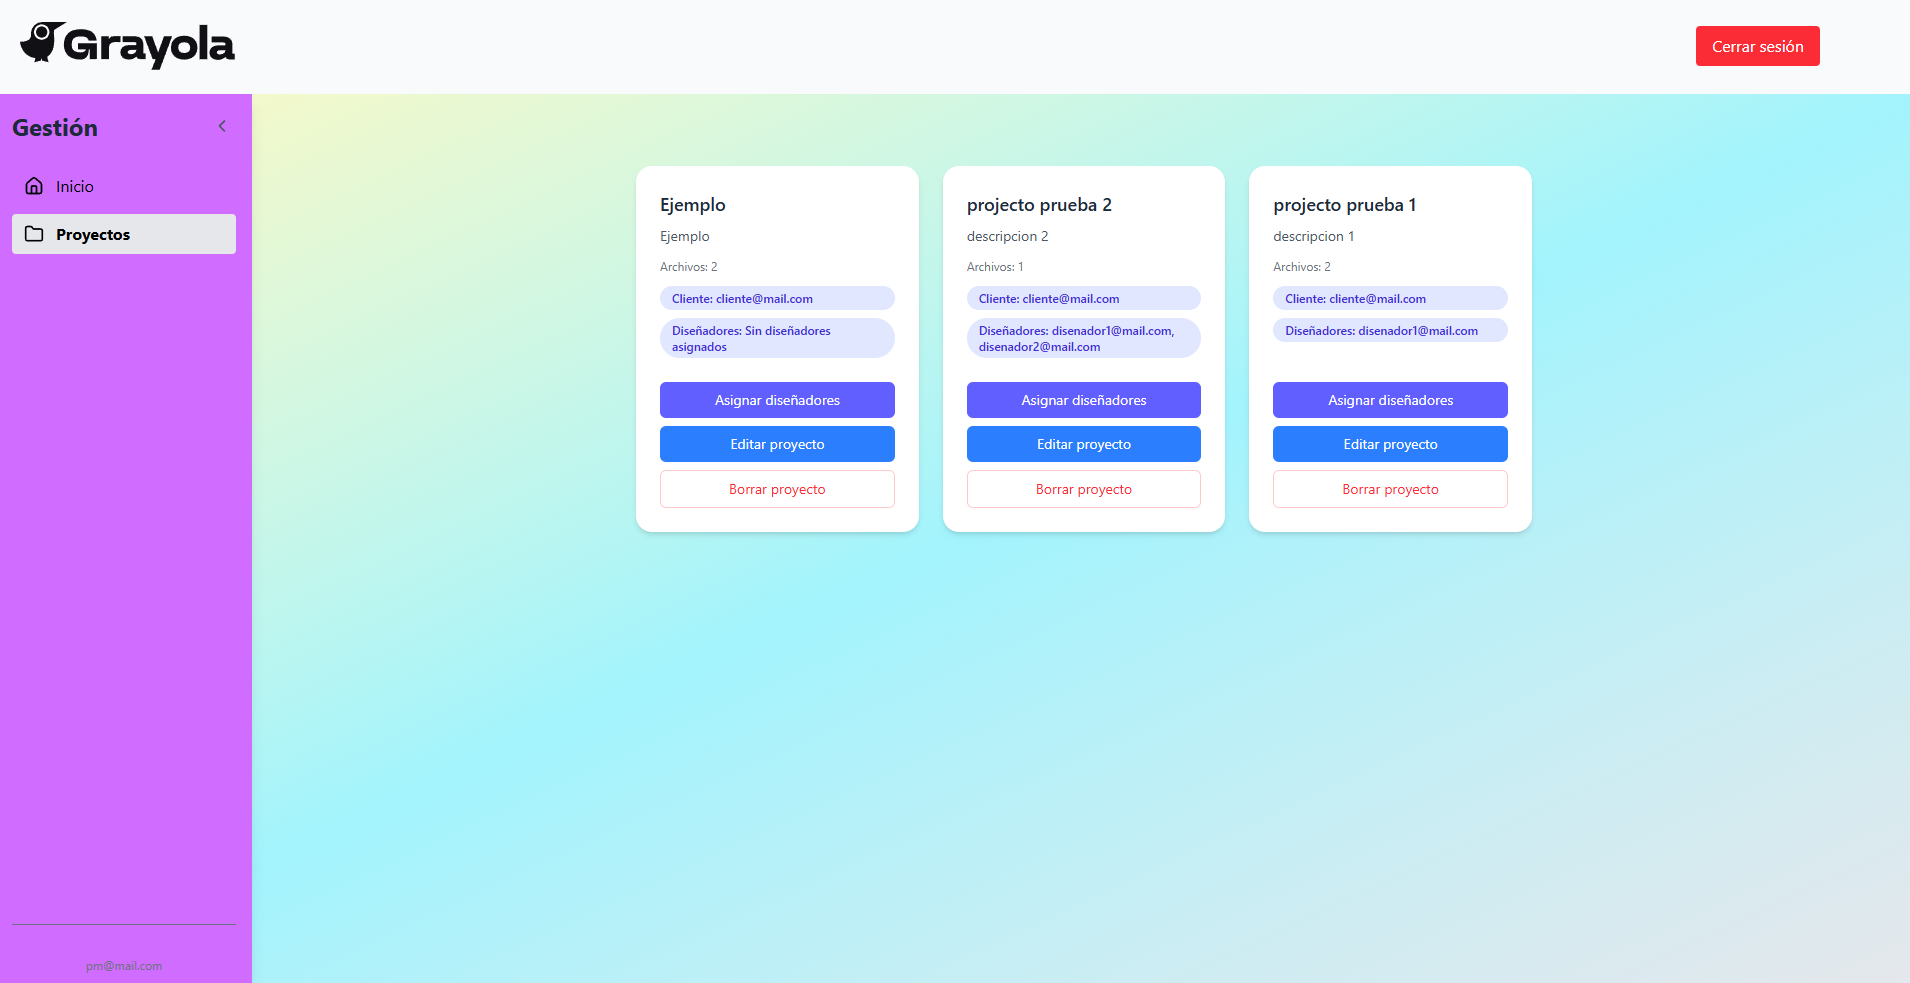 Grayola
Cerrar sesión
Gestión
Inicio
Proyectos
pm@mail.com
Ejemplo
Ejemplo
Archivos: 2
Cliente: cliente@mail.com
Diseñadores: Sin diseñadores
asignados
Asignar diseñadores
Editar proyecto
Borrar proyecto
projecto prueba 2
descripcion 2
Archivos: 1
Cliente: cliente@mail.com
Diseñadores: disenador1@mail.com,
disenador2@mail.com
Asignar diseñadores
Editar proyecto
Borrar proyecto
projecto prueba 1
descripcion 1
Archivos: 2
Cliente: cliente@mail.com
Diseñadores: disenador1@mail.com
Asignar diseñadores
Editar proyecto
Borrar proyecto